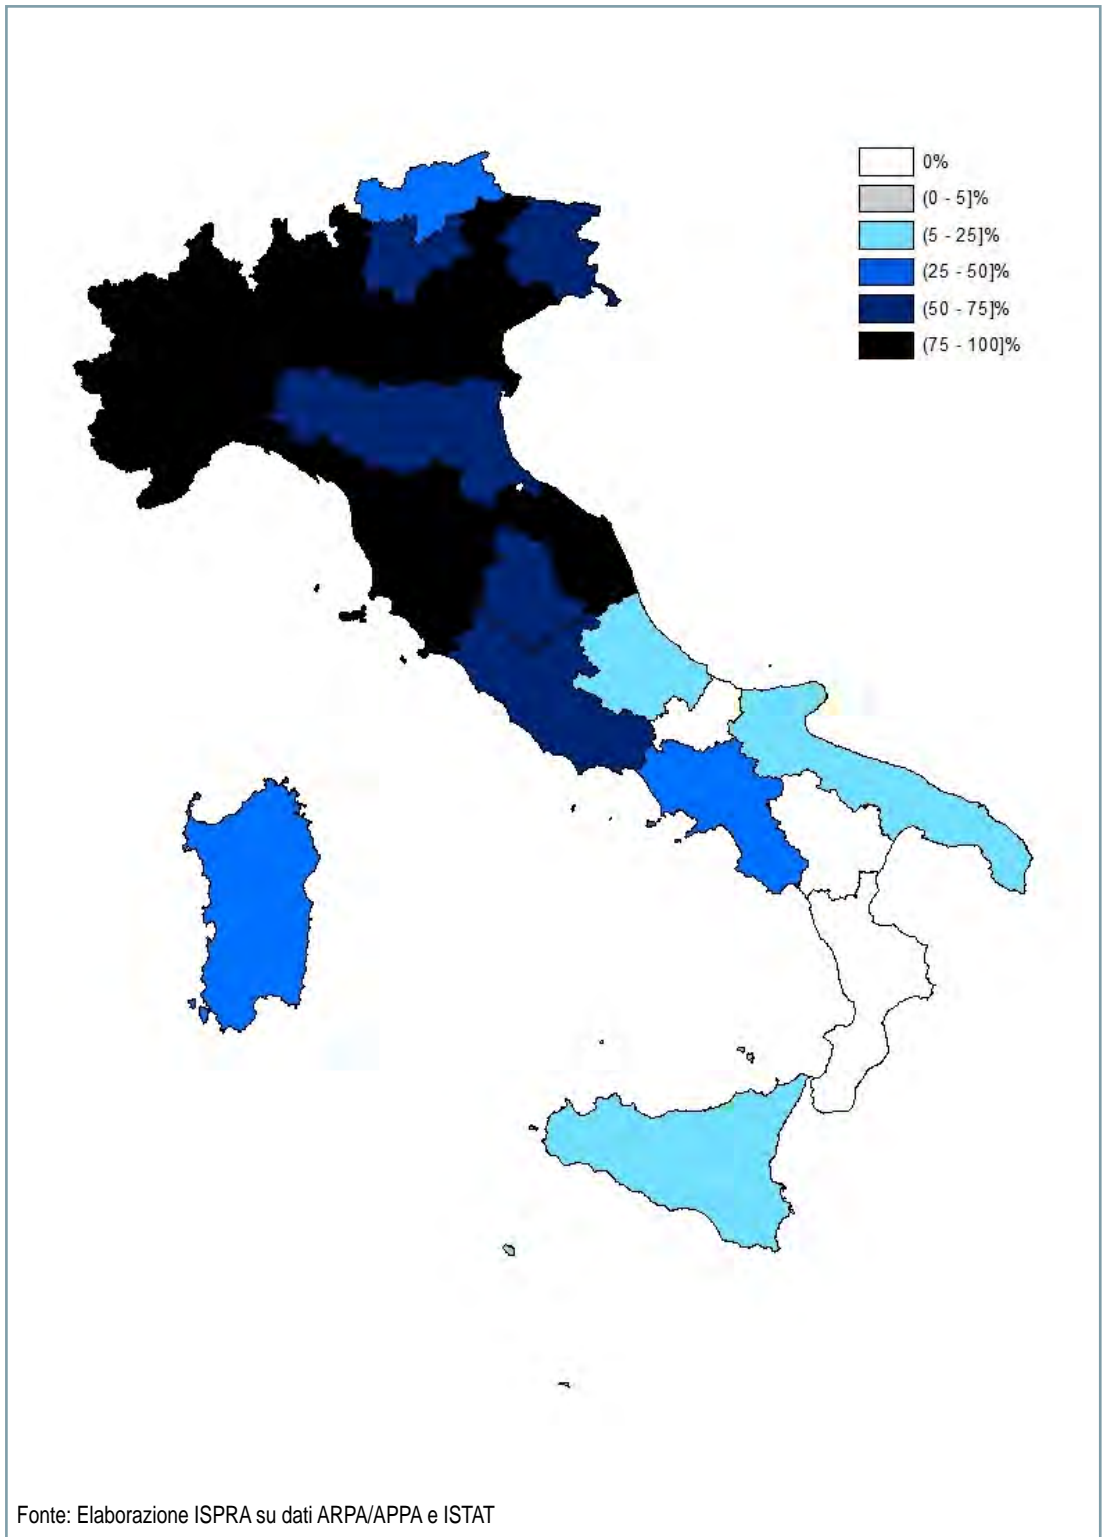 0%
(0 - 5]%
(5 - 25]%
(25 - 50]%
(50 - 75]%
(75 - 100]%
Fonte: Elaborazione ISPRA su dati ARPA/APPA e ISTAT